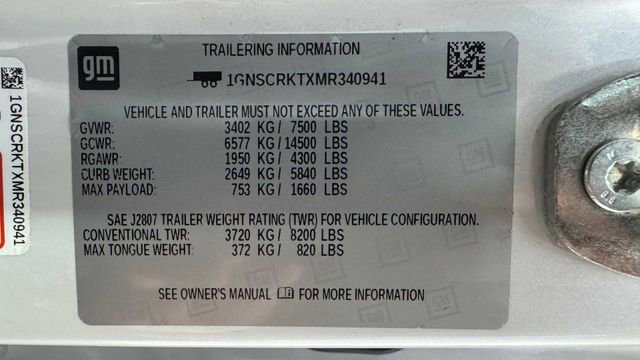 gm
TRAILERING INFORMATION
1GNSCRKTXMR340941
VEHICLE AND TRAILER MUST NOT EXCEED ANY OF THESE VALUES.
GVWR: 3402 KG/ 7500 LBS
GCWR: 6577 KG/ 14500 LBS
RGAWR: 1950 KG/ 4300 LBS
CURB WEIGHT: 2649 KG/ 5840 LBS
MAX PAYLOAD: 753 KG/ 1660 LBS
SAE J2807 TRAILER WEIGHT RATING (TWR) FOR VEHICLE CONFIGURATION.
CONVENTIONAL TWR: 3720 KG/ 8200 LBS
MAX TONGUE WEIGHT: 372 KG/ 820 LBS
SEE OWNER'S MANUAL FOR MORE INFORMATION
1GNSCRKTXMR340941